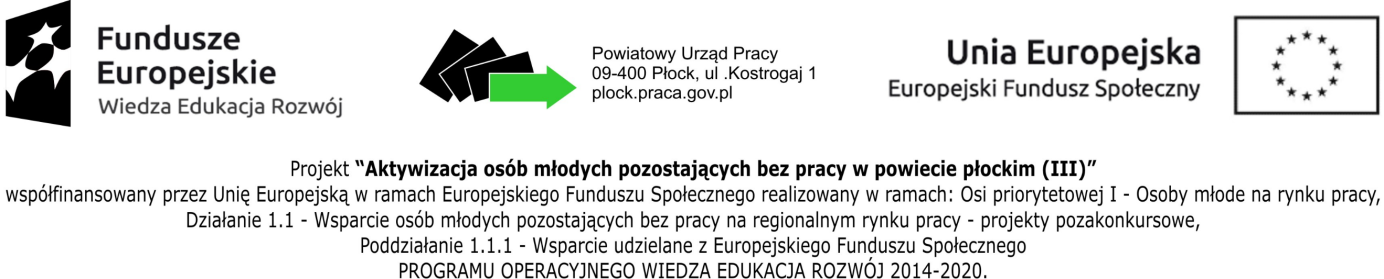 Fundusze
Europejskie
Wiedza Edukacja Rozwój
Powiatowy Urząd Pracy
09-400 Płock, ul .Kostrogaj 1
plock.praca.gov.pl
Unia Europejska
Europejski Fundusz Społeczny
Projekt “Aktywizacja osób młodych pozostających bez pracy w powiecie płockim (III)”
współfinansowany przez Unię Europejską w ramach Europejskiego Funduszu Społecznego realizowany w ramach: Osi priorytetowej I - Osoby młode na rynku pracy,
Działanie 1.1 - Wsparcie osób młodych pozostających bez pracy na regionalnym rynku pracy - projekty pozakonkursowe,
Poddziałanie 1.1.1 - Wsparcie udzielane z Europejskiego Funduszu Społecznego
PROGRAMU OPERACYJNEGO WIEDZA EDUKACJA ROZWÓJ 2014-2020.